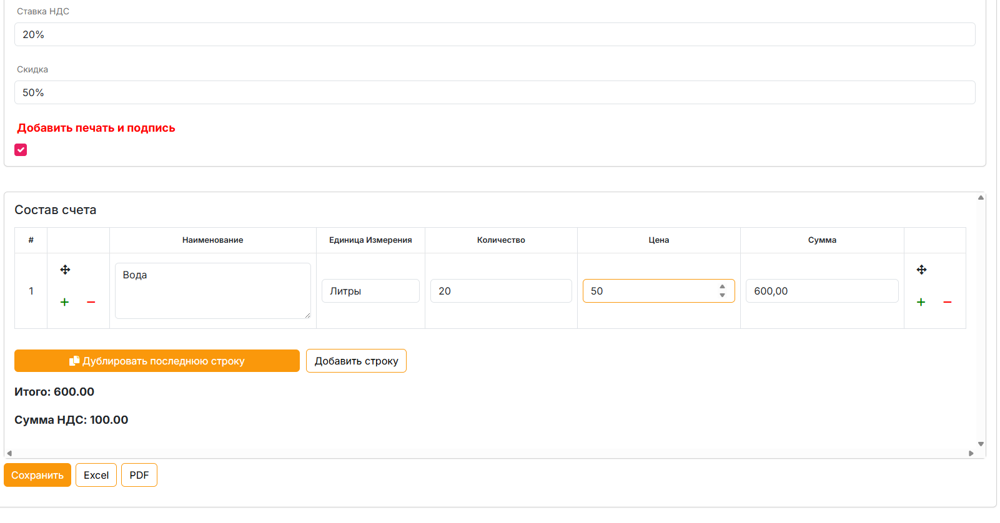 Ставка НДС
20%
Скидка
50%
Добавить печать и подпись
Состав счета
# Наименование Единица Измерения Количество Цена Сумма
1 + − Вода Литры 20 50 600,00 + −
Дублировать последнюю строку Добавить строку
Итого: 600.00
Сумма НДС: 100.00
Сохранить Excel PDF